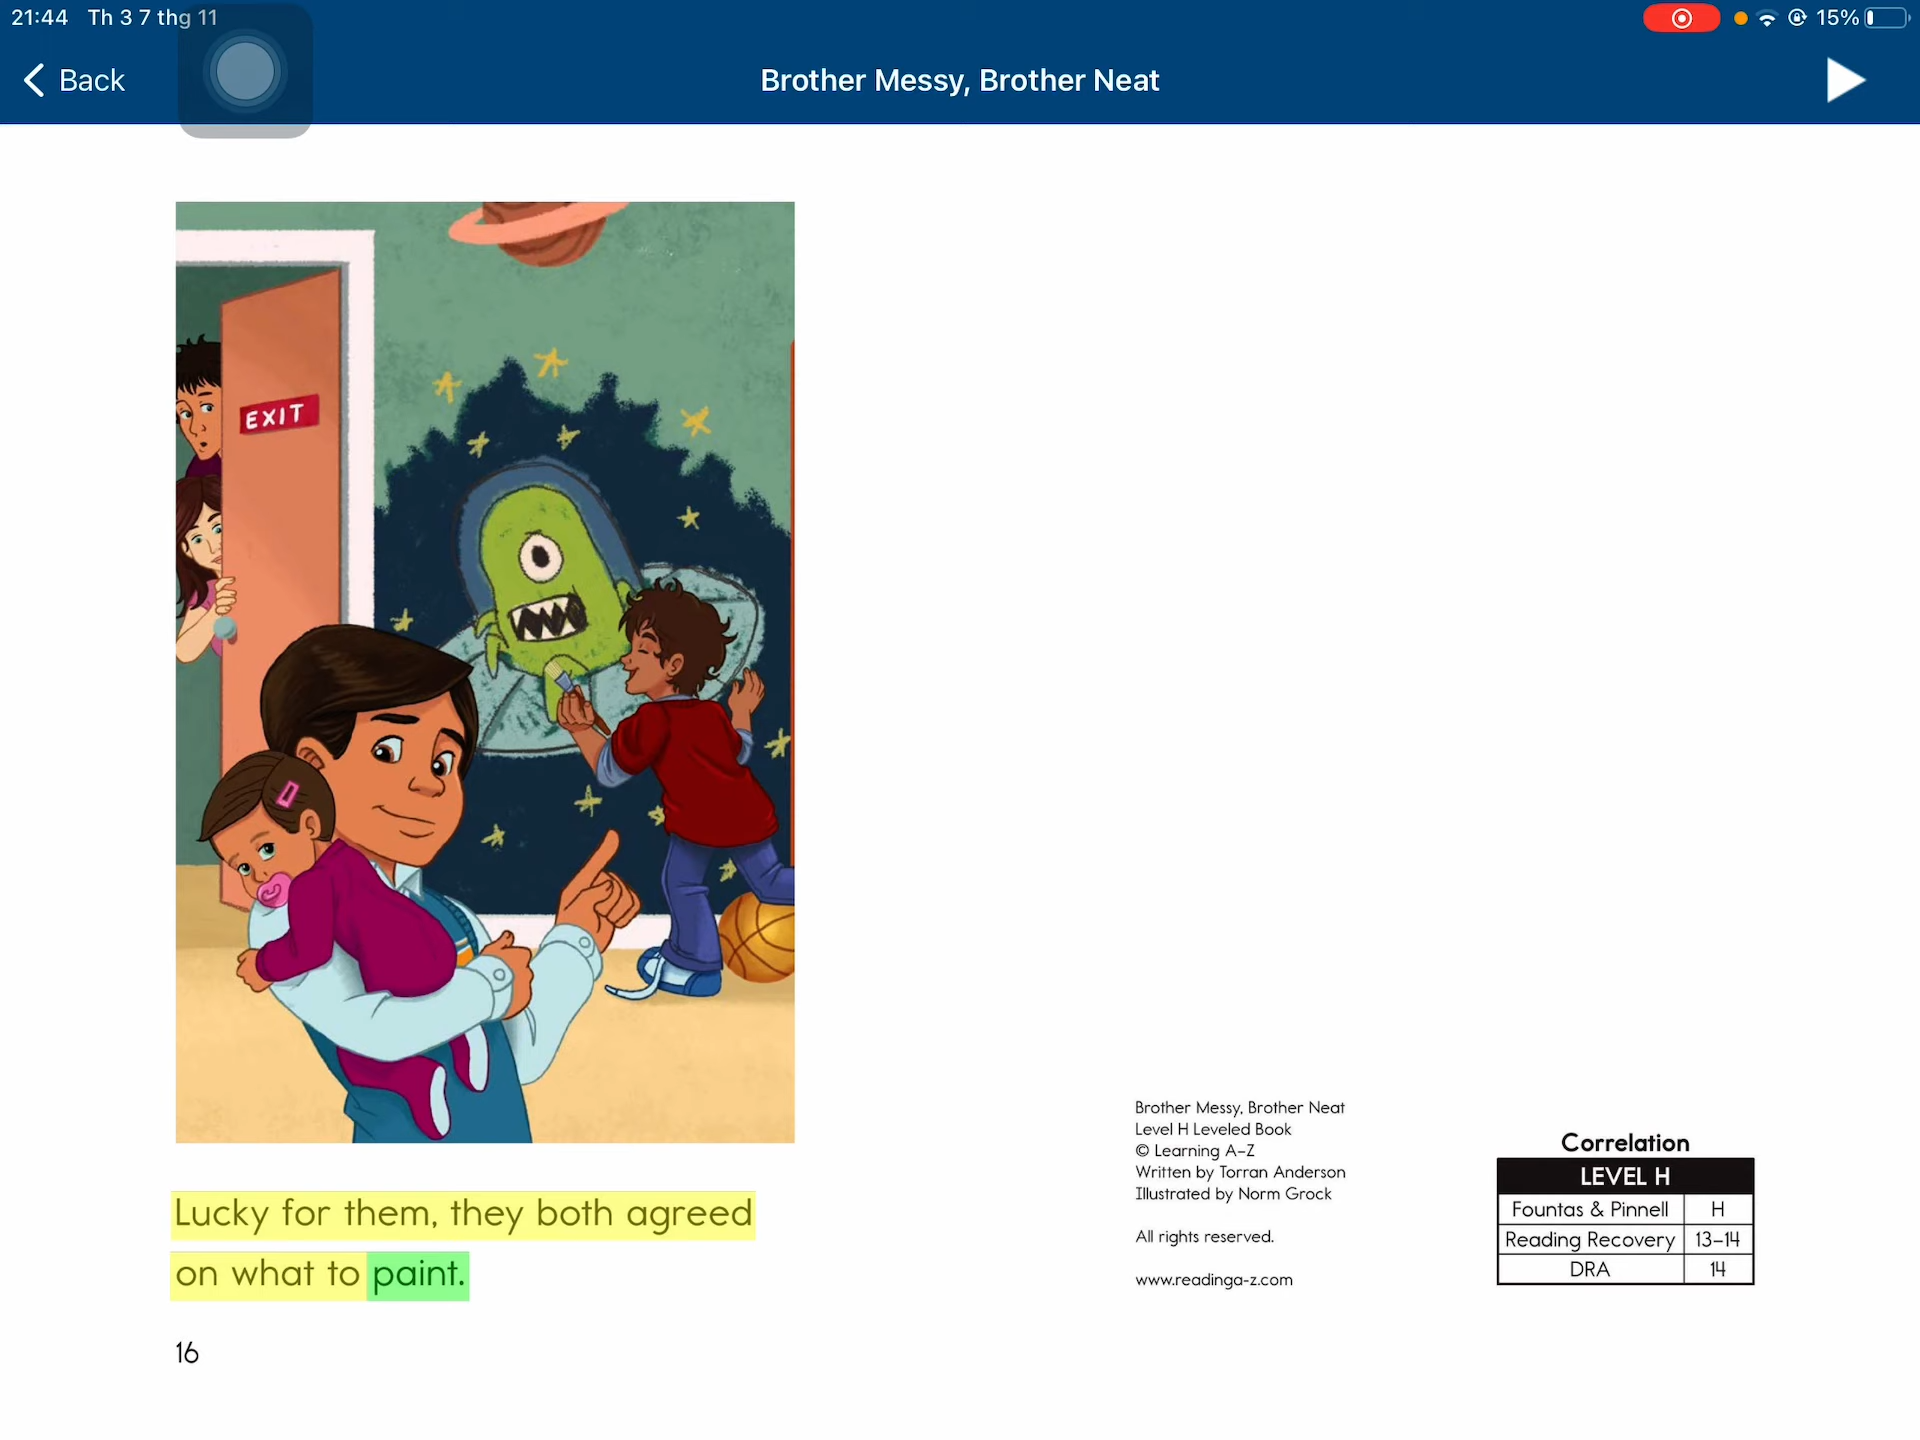 21:44 Th 3 7 thg 11
15%
Back
Brother Messy, Brother Neat
EXIT
Lucky for them, they both agreed
on what to paint.
16
Brother Messy, Brother Neat
Level H Leveled Book
© Learning A–Z
Written by Torran Anderson
Illustrated by Norm Grock
All rights reserved.
www.readinga-z.com
Correlation
LEVEL H
Fountas & Pinnell H
Reading Recovery 13–14
DRA 14